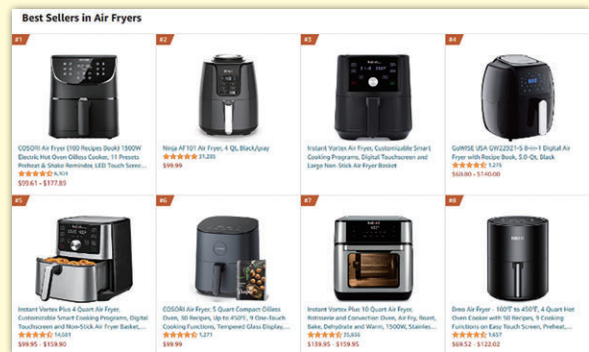 Best Sellers in Air Fryers
#1
COSORI Air Fryer (100 Recipes Book) 1500W
Electric Hot Oven Oilless Cooker, 11 Presets
Preheat & Shake Reminder, LED Touch Scree...
$99.61 - $177.85
#2
Ninja AF101 Air Fryer, 4 Qt, Black/gray
$99.99
#3
Instant Vortex Air Fryer, Customizable Smart
Cooking Programs, Digital Touchscreen and
Large Non-Stick Air Fryer Basket
#4
GoWISE USA 8-in-1 Digital Air
Fryer with Recipe Book, 5.0-Qt, Black
#5
Instant Vortex Plus 4 Quart Air Fryer,
Customizable Smart Cooking Programs, Digital
Touchscreen and Non-Stick Air Fryer Basket,...
$99.95 - $159.90
#6
COSORI Air Fryer, 5 Quart Compact Oilless
Oven, 30 Recipes, Up to 450℉, 9 One-Touch
Cooking Functions, Tempered Glass Display,...
1,271
$99.99
#7
Instant Vortex Plus 10 Quart Air Fryer,
Rotisserie and Convection Oven, Air Fry, Roast,
Bake, Dehydrate and Warm, 1500W, Stainles...
$139.95 - $159.95
#8
Air Fryer - 100℉ to 450℉, 4 Quart Hot
Oven Cooker with 50 Recipes, 9 Cooking
Functions on Easy Touch Screen, Preheat,...
1,657
$69.52 - $122.02